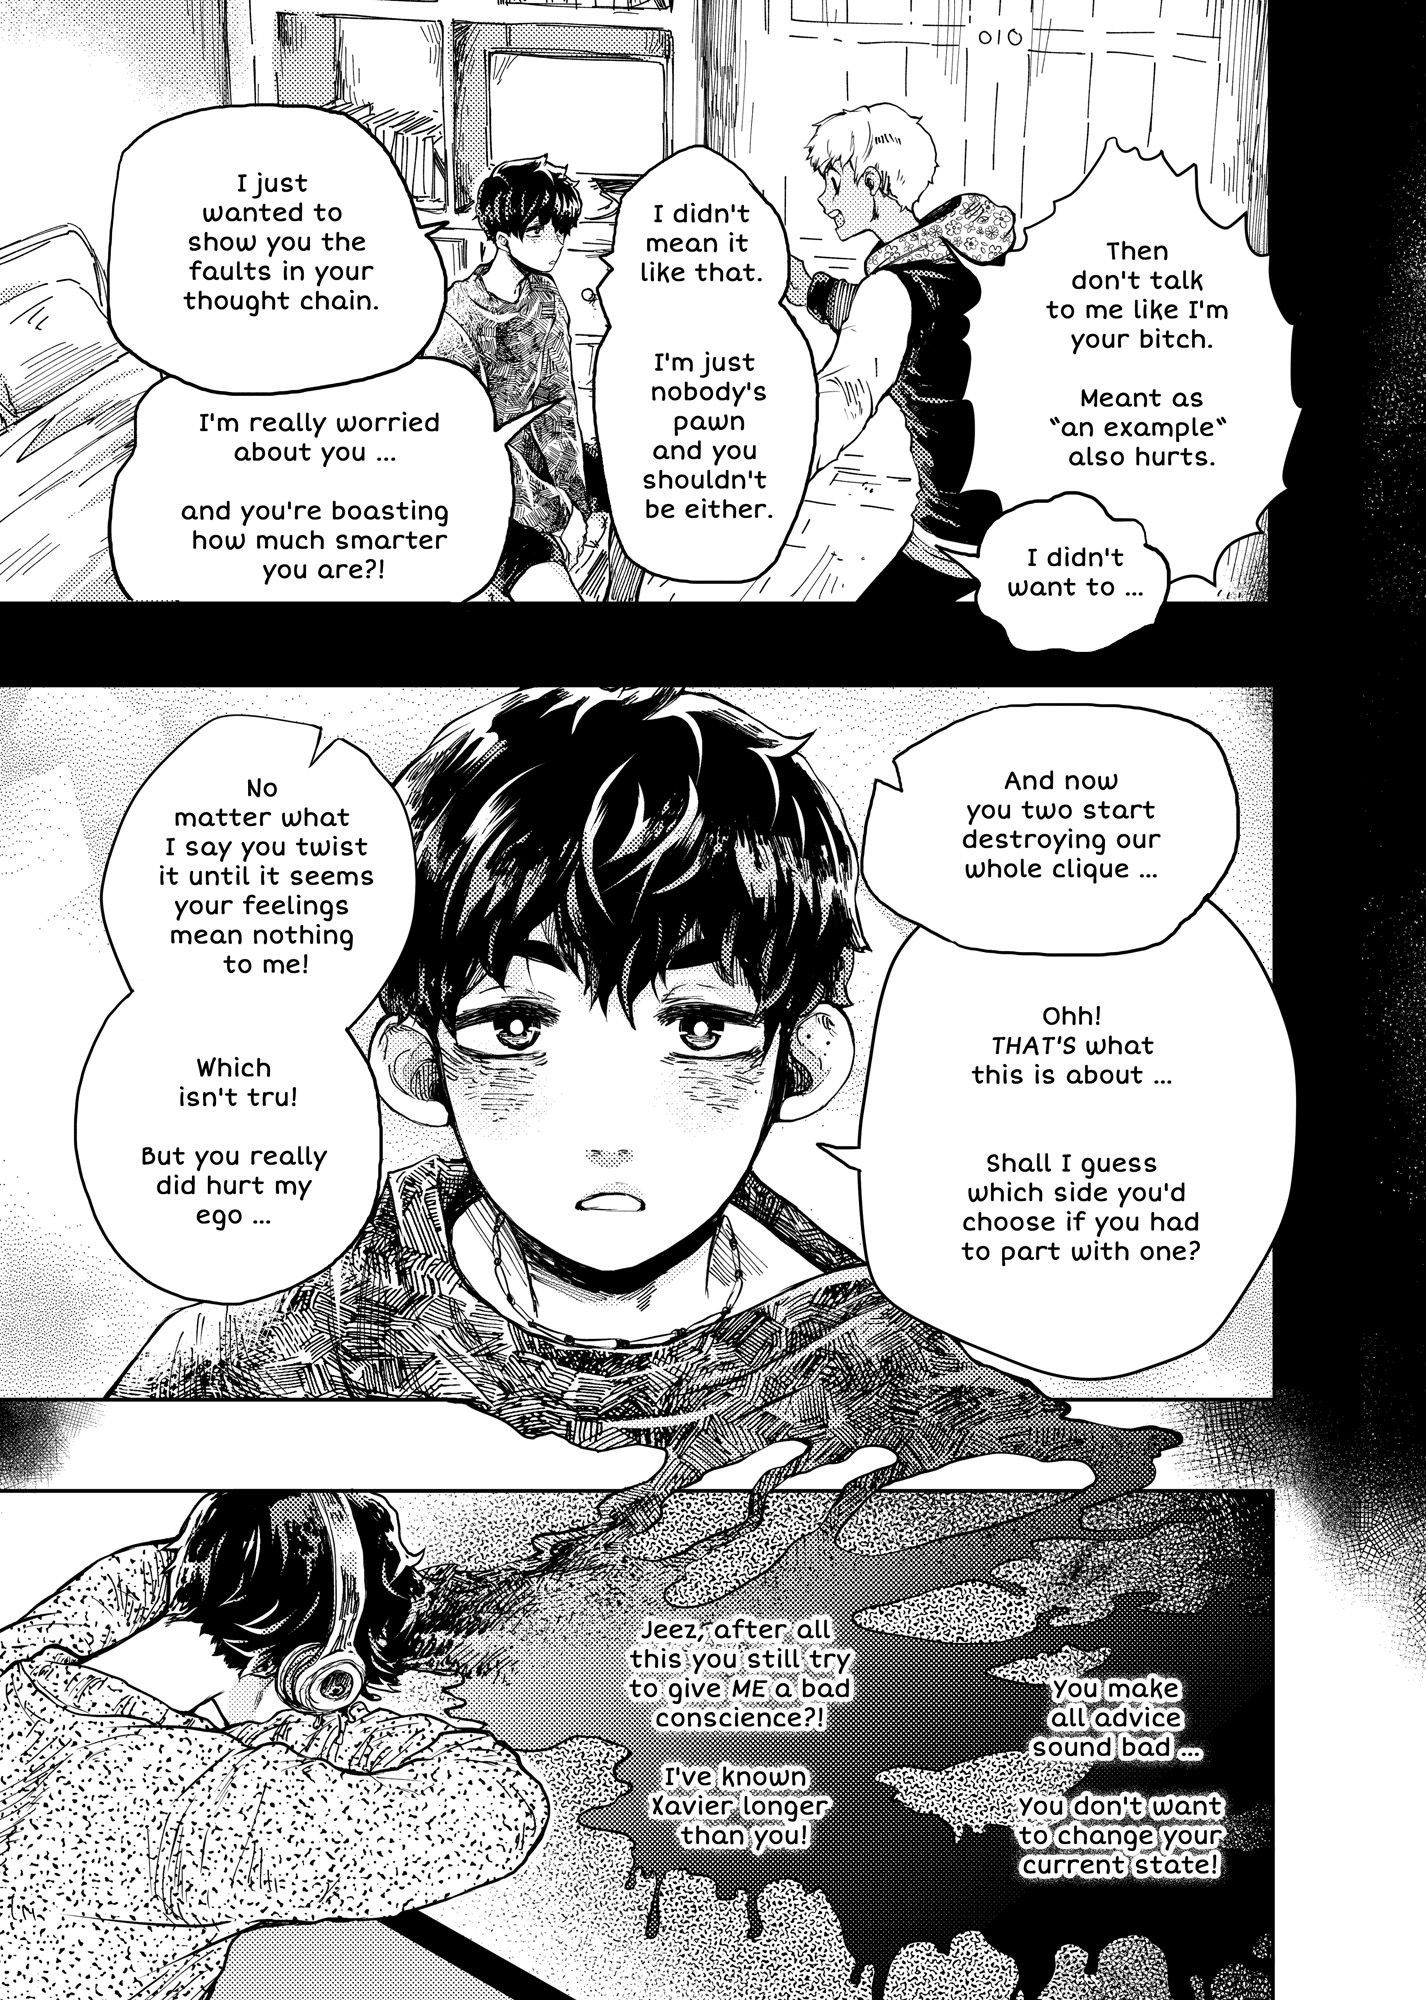 I just
wanted to
show you the
faults in your
thought chain.
I'm really worried
about you ...
and you're boasting
how much smarter
you are?!
I didn't
mean it
like that.
I'm just
nobody's
pawn
and you
shouldn't
be either.
Then
don't talk
to me like I'm
your bitch.
Meant as
“an example“
also hurts.
I didn't
want to ...
No
matter what
I say you twist
it until it seems
your feelings
mean nothing
to me!
Which
isn't tru!
But you really
did hurt my
ego ...
And now
you two start
destroying our
whole clique ...
Ohh!
THAT'S what
this is about ...
Shall I guess
which side you'd
choose if you had
to part with one?
Jeez, after all
this you still try
to give ME a bad
conscience?!
I've known
Xavier longer
than you!
You make
all advice
sound bad ...
You don't want
to change your
current state!